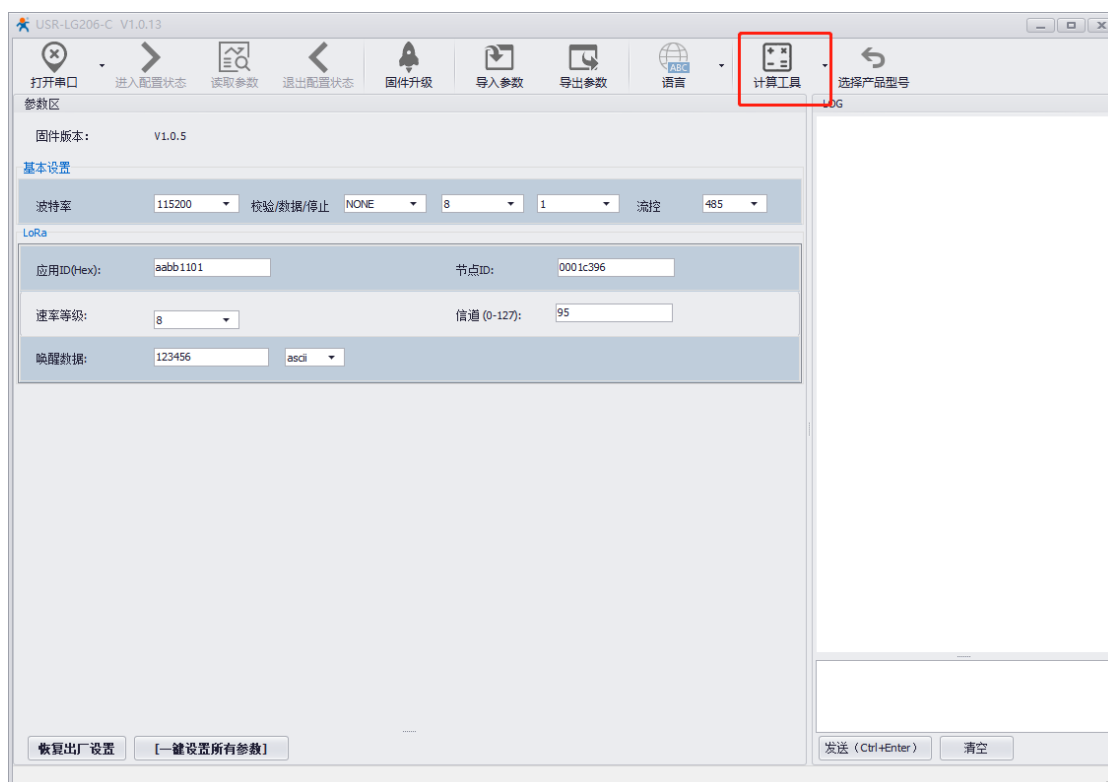 USR-LG206-C V1.0.13
打开串口 进入配置状态 读取参数 退出配置状态 固件升级 导入参数 导出参数 ABC 语言 计算工具 选择产品型号
参数区 LOG
固件版本: V1.0.5
基本设置
波特率 115200 校验/数据/停止 NONE 8 1 流控 485
LoRa
应用ID(Hex): aabb1101 节点ID: 0001c396
速率等级: 8 信道 (0-127): 95
唤醒数据: 123456 ascii
恢复出厂设置 [一键设置所有参数] 发送（Ctrl+Enter） 清空